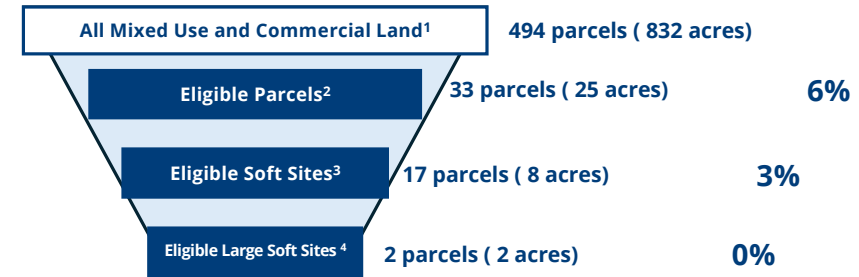 All Mixed Use and Commercial Land¹ 494 parcels ( 832 acres)
Eligible Parcels² 33 parcels ( 25 acres) 6%
Eligible Soft Sites³ 17 parcels ( 8 acres) 3%
Eligible Large Soft Sites ⁴ 2 parcels ( 2 acres) 0%